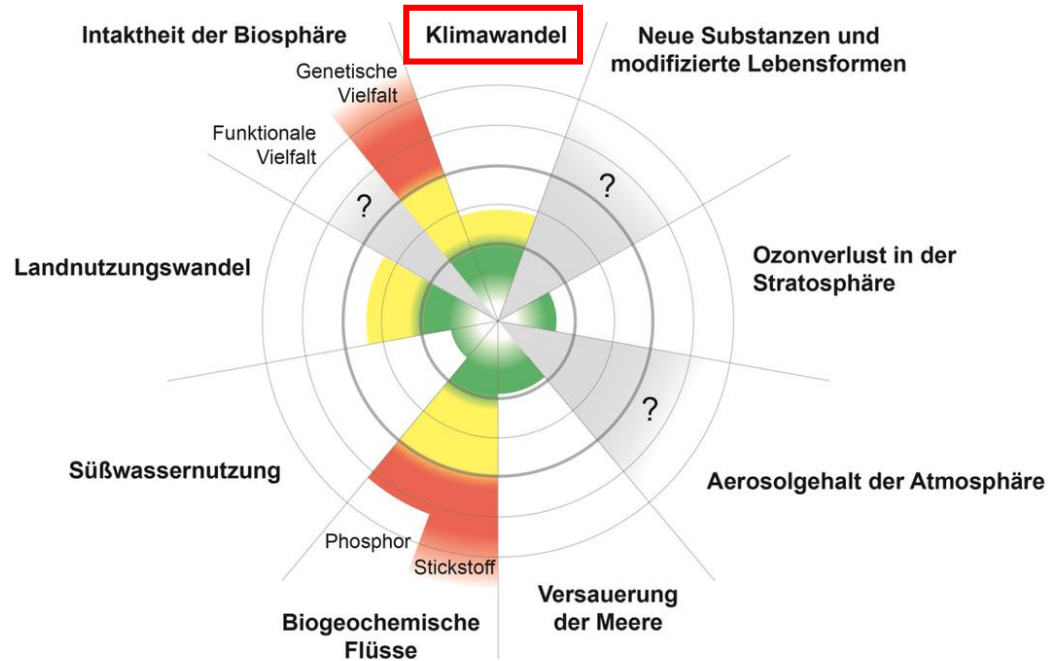 Intaktheit der Biosphäre
Klimawandel
Neue Substanzen und
modifizierte Lebensformen
Genetische
Vielfalt
Funktionale
Vielfalt
?
?
Landnutzungswandel
Ozonverlust in der
Stratosphäre
?
Süßwassernutzung
Aerosolgehalt der Atmosphäre
Phosphor
Stickstoff
Versauerung
der Meere
Biogeochemische
Flüsse